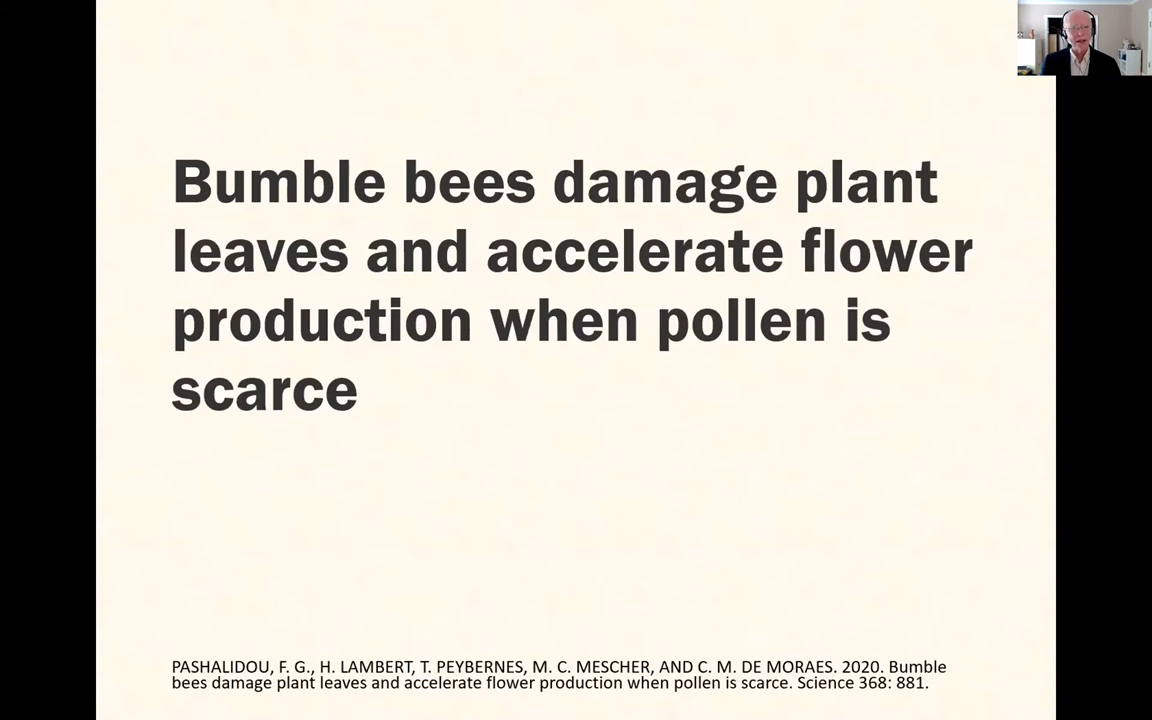 Bumble bees damage plant
leaves and accelerate flower
production when pollen is
scarce
PASHALIDOU, F. G., H. LAMBERT, T. PEYBERNES, M. C. MESCHER, AND C. M. DE MORAES. 2020. Bumble
bees damage plant leaves and accelerate flower production when pollen is scarce. Science 368: 881.